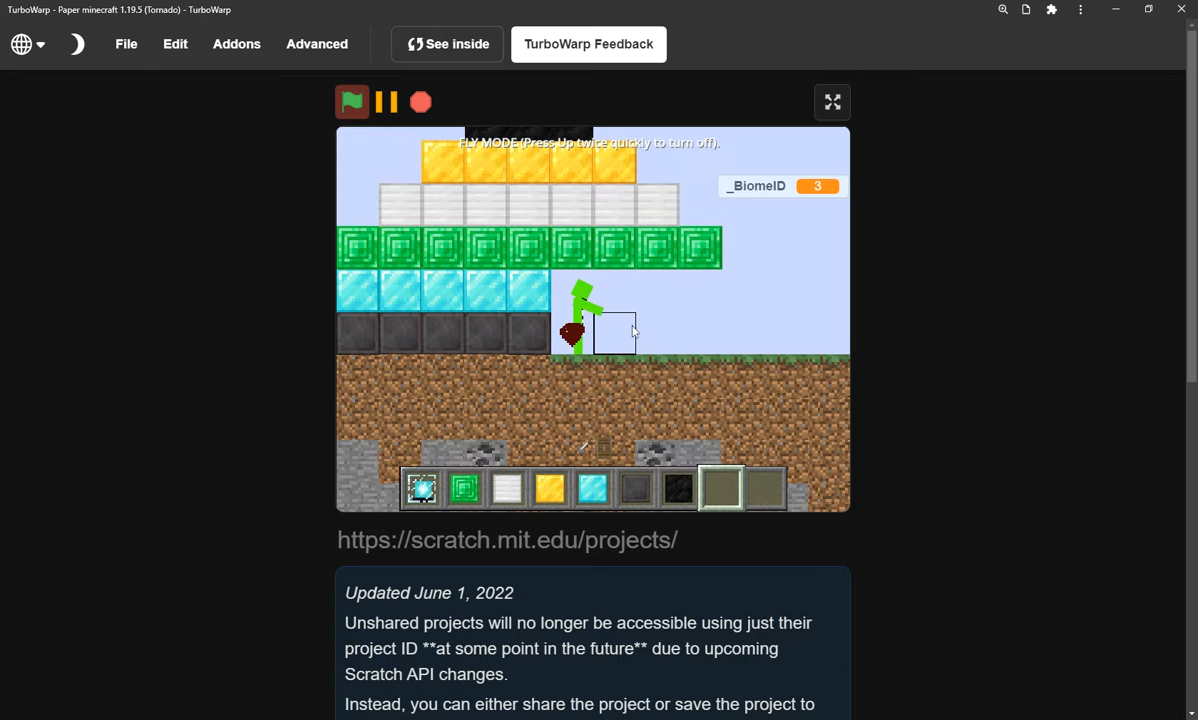 TurboWarp - Paper minecraft 1.19.5 (Tornado) - TurboWarp
File Edit Addons Advanced See inside TurboWarp Feedback
FLY MODE (Press Up twice quickly to turn off).
_BiomeID 3
https://scratch.mit.edu/projects/
Updated June 1, 2022
Unshared projects will no longer be accessible using just their
project ID **at some point in the future** due to upcoming
Scratch API changes.
Instead, you can either share the project or save the project to